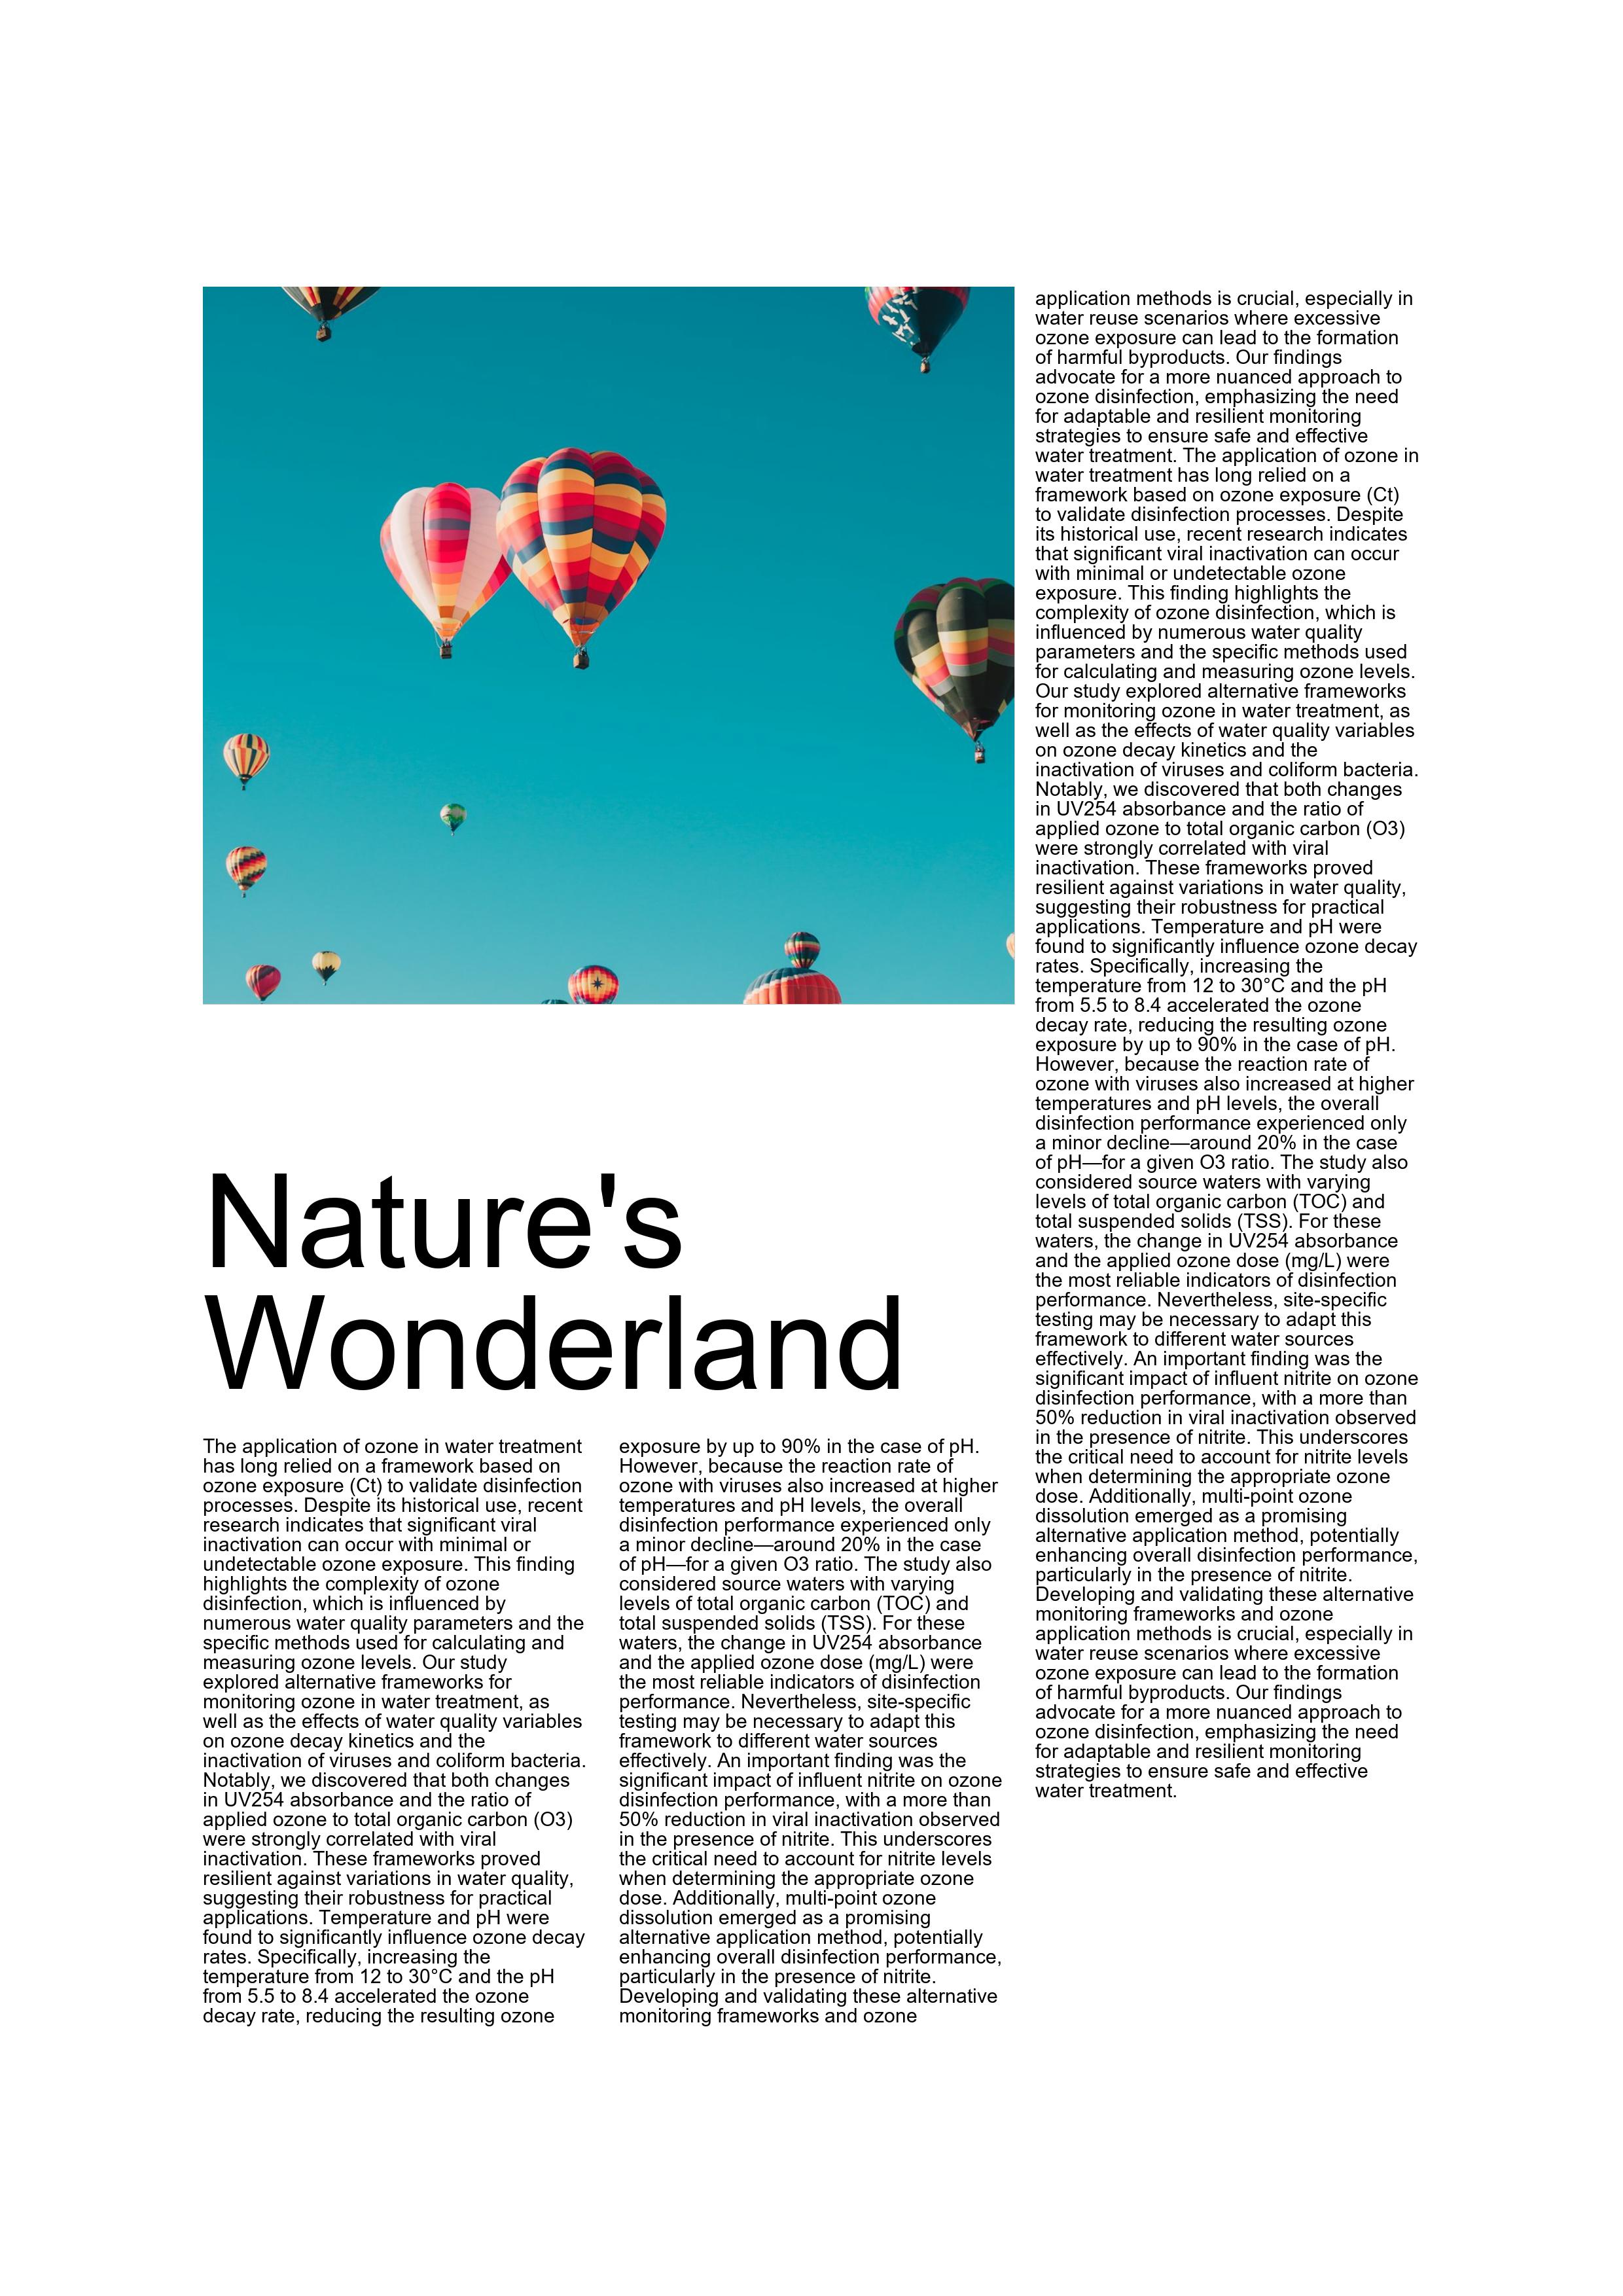 Nature's
Wonderland
The application of ozone in water treatment
has long relied on a framework based on
ozone exposure (Ct) to validate disinfection
processes. Despite its historical use, recent
research indicates that significant viral
inactivation can occur with minimal or
undetectable ozone exposure. This finding
highlights the complexity of ozone
disinfection, which is influenced by
numerous water quality parameters and the
specific methods used for calculating and
measuring ozone levels. Our study
explored alternative frameworks for
monitoring ozone in water treatment, as
well as the effects of water quality variables
on ozone decay kinetics and the
inactivation of viruses and coliform bacteria.
Notably, we discovered that both changes
in UV254 absorbance and the ratio of
applied ozone to total organic carbon (O3)
were strongly correlated with viral
inactivation. These frameworks proved
resilient against variations in water quality,
suggesting their robustness for practical
applications. Temperature and pH were
found to significantly influence ozone decay
rates. Specifically, increasing the
temperature from 12 to 30°C and the pH
from 5.5 to 8.4 accelerated the ozone
decay rate, reducing the resulting ozone
exposure by up to 90% in the case of pH.
However, because the reaction rate of
ozone with viruses also increased at higher
temperatures and pH levels, the overall
disinfection performance experienced only
a minor decline—around 20% in the case
of pH—for a given O3 ratio. The study also
considered source waters with varying
levels of total organic carbon (TOC) and
total suspended solids (TSS). For these
waters, the change in UV254 absorbance
and the applied ozone dose (mg/L) were
the most reliable indicators of disinfection
performance. Nevertheless, site-specific
testing may be necessary to adapt this
framework to different water sources
effectively. An important finding was the
significant impact of influent nitrite on ozone
disinfection performance, with a more than
50% reduction in viral inactivation observed
in the presence of nitrite. This underscores
the critical need to account for nitrite levels
when determining the appropriate ozone
dose. Additionally, multi-point ozone
dissolution emerged as a promising
alternative application method, potentially
enhancing overall disinfection performance,
particularly in the presence of nitrite.
Developing and validating these alternative
monitoring frameworks and ozone
application methods is crucial, especially in
water reuse scenarios where excessive
ozone exposure can lead to the formation
of harmful byproducts. Our findings
advocate for a more nuanced approach to
ozone disinfection, emphasizing the need
for adaptable and resilient monitoring
strategies to ensure safe and effective
water treatment. The application of ozone in
water treatment has long relied on a
framework based on ozone exposure (Ct)
to validate disinfection processes. Despite
its historical use, recent research indicates
that significant viral inactivation can occur
with minimal or undetectable ozone
exposure. This finding highlights the
complexity of ozone disinfection, which is
influenced by numerous water quality
parameters and the specific methods used
for calculating and measuring ozone levels.
Our study explored alternative frameworks
for monitoring ozone in water treatment, as
well as the effects of water quality variables
on ozone decay kinetics and the
inactivation of viruses and coliform bacteria.
Notably, we discovered that both changes
in UV254 absorbance and the ratio of
applied ozone to total organic carbon (O3)
were strongly correlated with viral
inactivation. These frameworks proved
resilient against variations in water quality,
suggesting their robustness for practical
applications. Temperature and pH were
found to significantly influence ozone decay
rates. Specifically, increasing the
temperature from 12 to 30°C and the pH
from 5.5 to 8.4 accelerated the ozone
decay rate, reducing the resulting ozone
exposure by up to 90% in the case of pH.
However, because the reaction rate of
ozone with viruses also increased at higher
temperatures and pH levels, the overall
disinfection performance experienced only
a minor decline—around 20% in the case
of pH—for a given O3 ratio. The study also
considered source waters with varying
levels of total organic carbon (TOC) and
total suspended solids (TSS). For these
waters, the change in UV254 absorbance
and the applied ozone dose (mg/L) were
the most reliable indicators of disinfection
performance. Nevertheless, site-specific
testing may be necessary to adapt this
framework to different water sources
effectively. An important finding was the
significant impact of influent nitrite on ozone
disinfection performance, with a more than
50% reduction in viral inactivation observed
in the presence of nitrite. This underscores
the critical need to account for nitrite levels
when determining the appropriate ozone
dose. Additionally, multi-point ozone
dissolution emerged as a promising
alternative application method, potentially
enhancing overall disinfection performance,
particularly in the presence of nitrite.
Developing and validating these alternative
monitoring frameworks and ozone
application methods is crucial, especially in
water reuse scenarios where excessive
ozone exposure can lead to the formation
of harmful byproducts. Our findings
advocate for a more nuanced approach to
ozone disinfection, emphasizing the need
for adaptable and resilient monitoring
strategies to ensure safe and effective
water treatment.